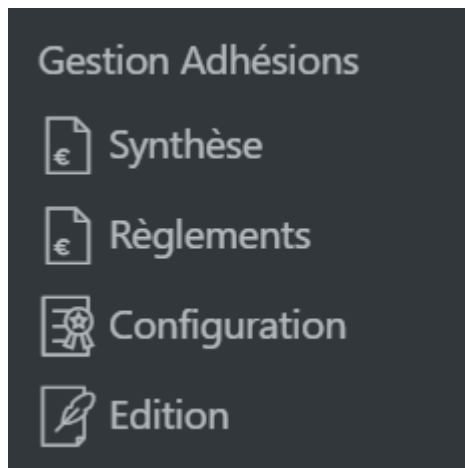 Gestion Adhésions
€ Synthèse
€ Règlements
Configuration
Edition